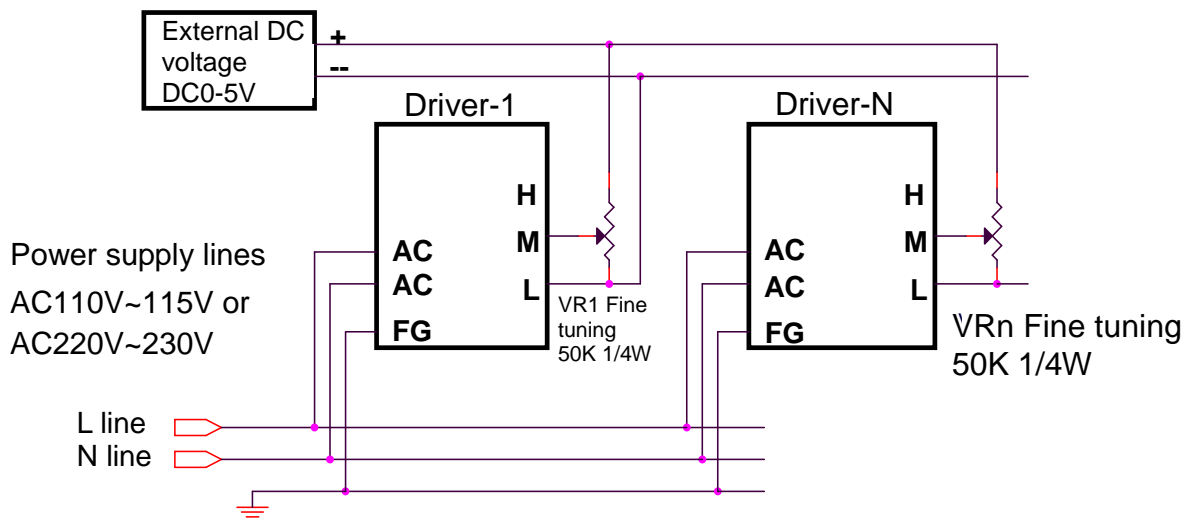 External DC
voltage
DC0-5V
+
--
Driver-1
H
M
L
AC
AC
FG
VR1 Fine
tuning
50K 1/4W
Driver-N
H
M
L
AC
AC
FG
VRn Fine tuning
50K 1/4W
Power supply lines
AC110V~115V or
AC220V~230V
L line
N line